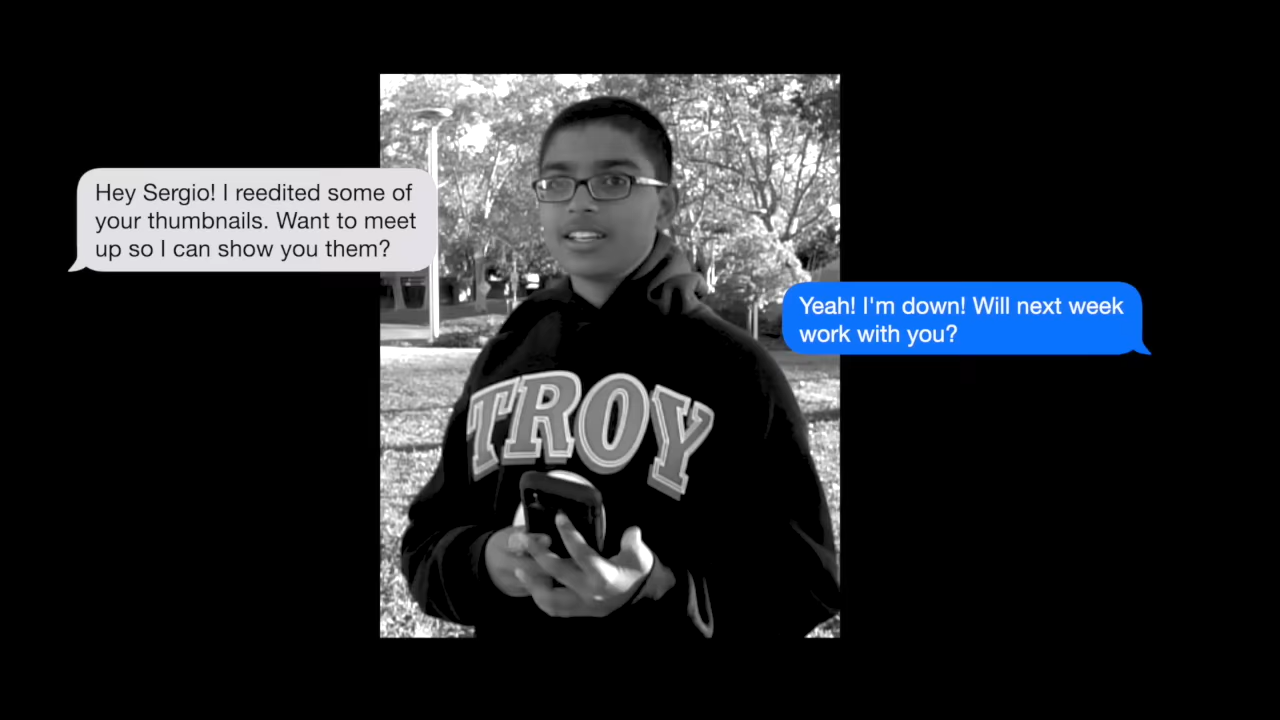 Hey Sergio! I reedited some of
your thumbnails. Want to meet
up so I can show you them?
Yeah! I'm down! Will next week
work with you?
TROY